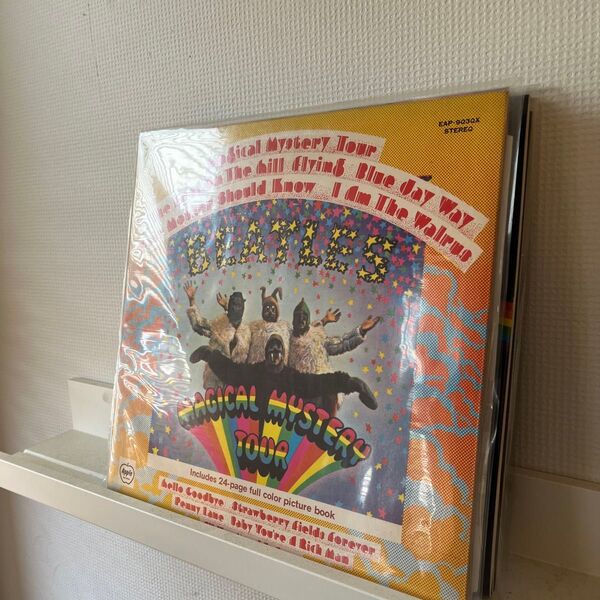 EAP-9030X
STEREO
Magical Mystery Tour
The Hill Flying Blue Jay Way
Should Know I Am The Walrus
BEATLES
MAGICAL MYSTERY
TOUR
Includes 24-page full color picture book
Apple
Hello Goodbye Strawberry Fields Forever
Penny Lane Baby You're A Rich Man